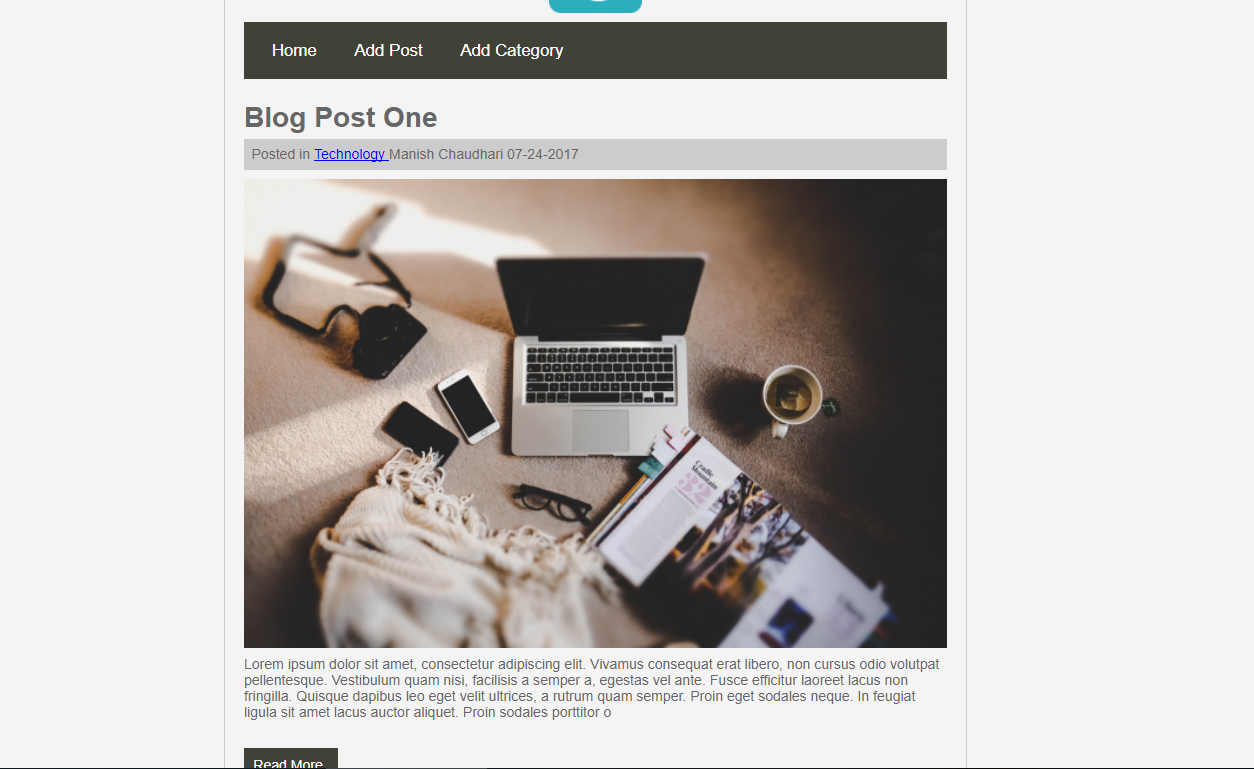 Home Add Post Add Category
Blog Post One
Posted in Technology Manish Chaudhari 07-24-2017
Cradle
Mountain
32
Lorem ipsum dolor sit amet, consectetur adipiscing elit. Vivamus consequat erat libero, non cursus odio volutpat
pellentesque. Vestibulum quam nisi, facilisis a semper a, egestas vel ante. Fusce efficitur laoreet lacus non
fringilla. Quisque dapibus leo eget velit ultrices, a rutrum quam semper. Proin eget sodales neque. In feugiat
ligula sit amet lacus auctor aliquet. Proin sodales porttitor o
Read More